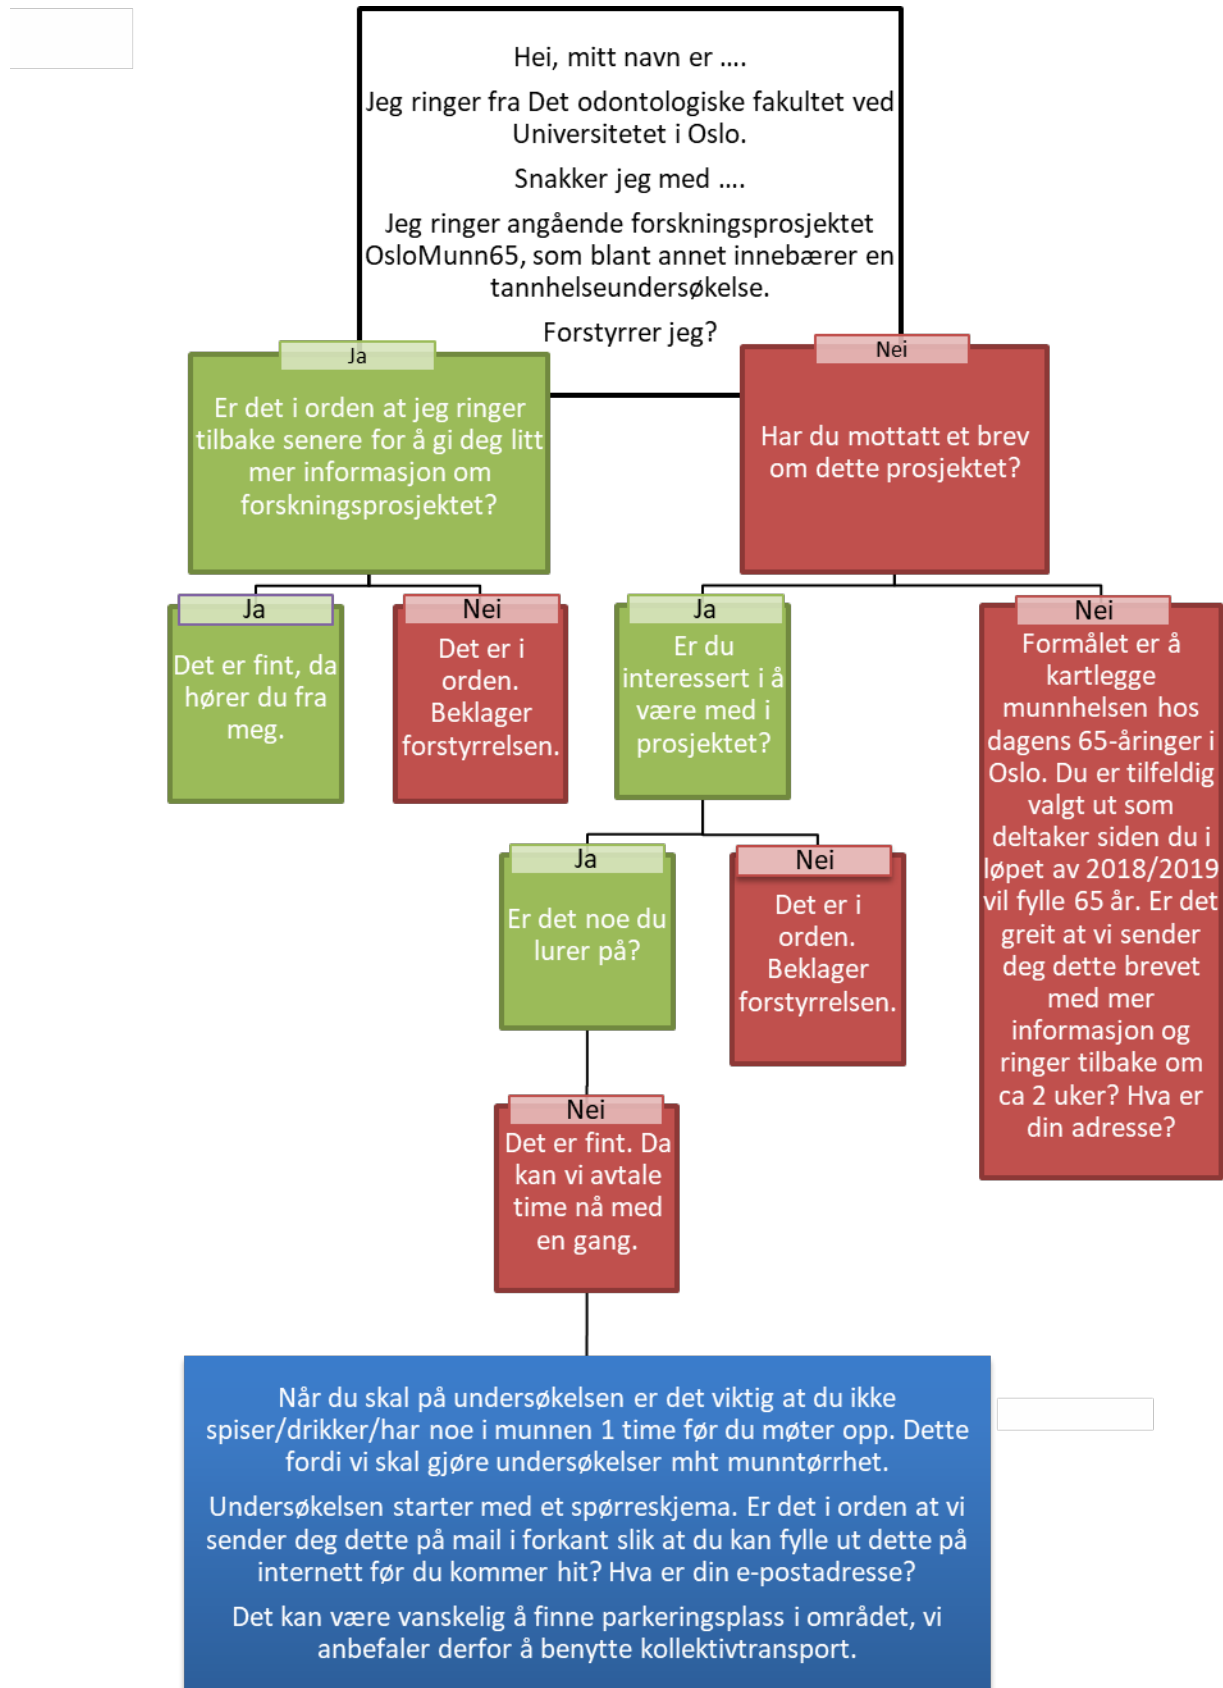 Hei, mitt navn er ....
Jeg ringer fra Det odontologiske fakultet ved
Universitetet i Oslo.
Snakker jeg med ....
Jeg ringer angående forskningsprosjektet
OsloMunn65, som blant annet innebærer en
tannhelseundersøkelse.
Forstyrrer jeg?
Ja
Er det i orden at jeg ringer
tilbake senere for å gi deg litt
mer informasjon om
forskningsprosjektet?
Nei
Har du mottatt et brev
om dette prosjektet?
Ja
Det er fint, da
hører du fra
meg.
Nei
Det er i
orden.
Beklager
forstyrrelsen.
Ja
Er du
interessert i å
være med i
prosjektet?
Nei
Formålet er å
kartlegge
munnhelsen hos
dagens 65-åringer i
Oslo. Du er tilfeldig
valgt ut som
deltaker siden du i
løpet av 2018/2019
vil fylle 65 år. Er det
greit at vi sender
deg dette brevet
med mer
informasjon og
ringer tilbake om
ca 2 uker? Hva er
din adresse?
Ja
Er det noe du
lurer på?
Nei
Det er i
orden.
Beklager
forstyrrelsen.
Nei
Det er fint. Da
kan vi avtale
time nå med
en gang.
Når du skal på undersøkelsen er det viktig at du ikke
spiser/drikker/har noe i munnen 1 time før du møter opp. Dette
fordi vi skal gjøre undersøkelser mht munntørrhet.
Undersøkelsen starter med et spørreskjema. Er det i orden at vi
sender deg dette på mail i forkant slik at du kan fylle ut dette på
internett før du kommer hit? Hva er din e-postadresse?
Det kan være vanskelig å finne parkeringsplass i området, vi
anbefaler derfor å benytte kollektivtransport.